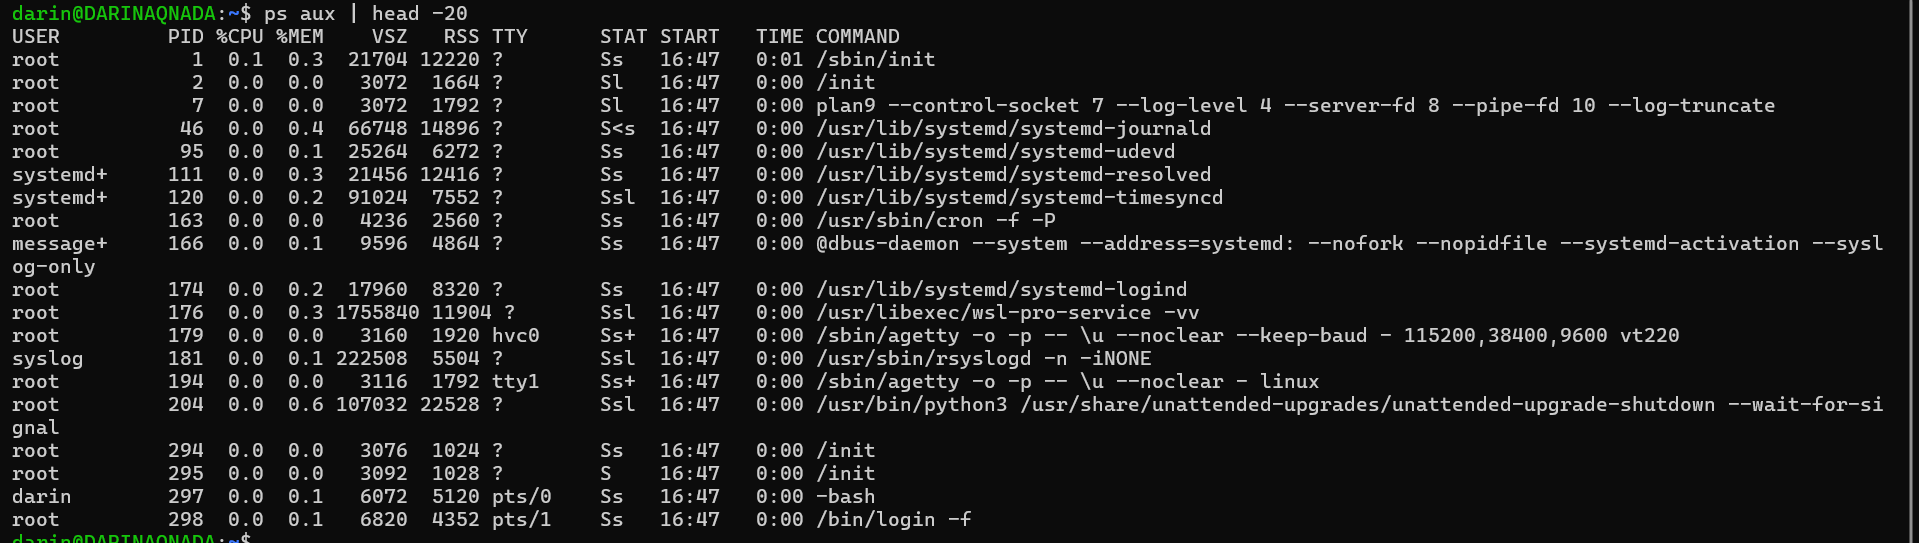 darin@DARINAQNADA:~$ ps aux | head -20
USER         PID %CPU %MEM    VSZ   RSS TTY      STAT START   TIME COMMAND
root           1  0.1  0.3  21704 12220 ?        Ss   16:47   0:01 /sbin/init
root           2  0.0  0.0   3072  1664 ?        Sl   16:47   0:00 /init
root           7  0.0  0.0   3072  1792 ?        Sl   16:47   0:00 plan9 --control-socket 7 --log-level 4 --server-fd 8 --pipe-fd 10 --log-truncate
root          46  0.0  0.4  66748 14896 ?        S<s  16:47   0:00 /usr/lib/systemd/systemd-journald
root          95  0.0  0.1  25264  6272 ?        Ss   16:47   0:00 /usr/lib/systemd/systemd-udevd
systemd+     111  0.0  0.3  21456 12416 ?        Ss   16:47   0:00 /usr/lib/systemd/systemd-resolved
systemd+     120  0.0  0.2  91024  7552 ?        Ssl  16:47   0:00 /usr/lib/systemd/systemd-timesyncd
root         163  0.0  0.0   4236  2560 ?        Ss   16:47   0:00 /usr/sbin/cron -f -P
message+     166  0.0  0.1   9596  4864 ?        Ss   16:47   0:00 @dbus-daemon --system --address=systemd: --nofork --nopidfile --systemd-activation --sysl
og-only
root         174  0.0  0.2  17960  8320 ?        Ss   16:47   0:00 /usr/lib/systemd/systemd-logind
root         176  0.0  0.3 1755840 11904 ?       Ssl  16:47   0:00 /usr/libexec/wsl-pro-service -vv
root         179  0.0  0.0   3160  1920 hvc0     Ss+  16:47   0:00 /sbin/agetty -o -p -- \u --noclear --keep-baud - 115200,38400,9600 vt220
syslog       181  0.0  0.1 222508  5504 ?        Ssl  16:47   0:00 /usr/sbin/rsyslogd -n -iNONE
root         194  0.0  0.0   3116  1792 tty1     Ss+  16:47   0:00 /sbin/agetty -o -p -- \u --noclear - linux
root         204  0.0  0.6 107032 22528 ?        Ssl  16:47   0:00 /usr/bin/python3 /usr/share/unattended-upgrades/unattended-upgrade-shutdown --wait-for-si
gnal
root         294  0.0  0.0   3076  1024 ?        Ss   16:47   0:00 /init
root         295  0.0  0.0   3092  1028 ?        S    16:47   0:00 /init
darin        297  0.0  0.1   6072  5120 pts/0    Ss   16:47   0:00 -bash
root         298  0.0  0.1   6820  4352 pts/1    Ss   16:47   0:00 /bin/login -f
darin@DARINAQNADA:~$